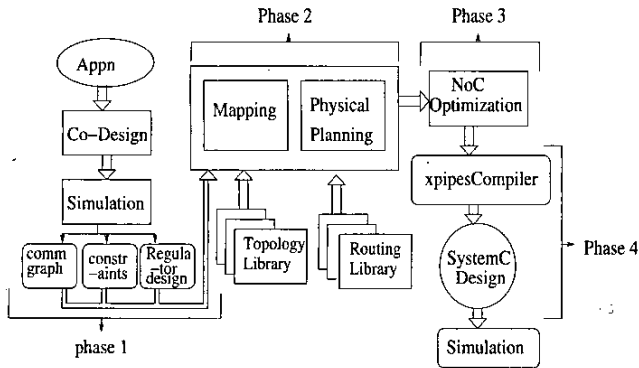 Phase 2
Phase 3
Appn
Co-Design
Simulation
comm
graph
constr
-aints
Regula
-tor
design
phase 1
Mapping
Physical
Planning
Topology
Library
Routing
Library
NoC
Optimization
xpipesCompiler
SystemC
Design
Simulation
Phase 4